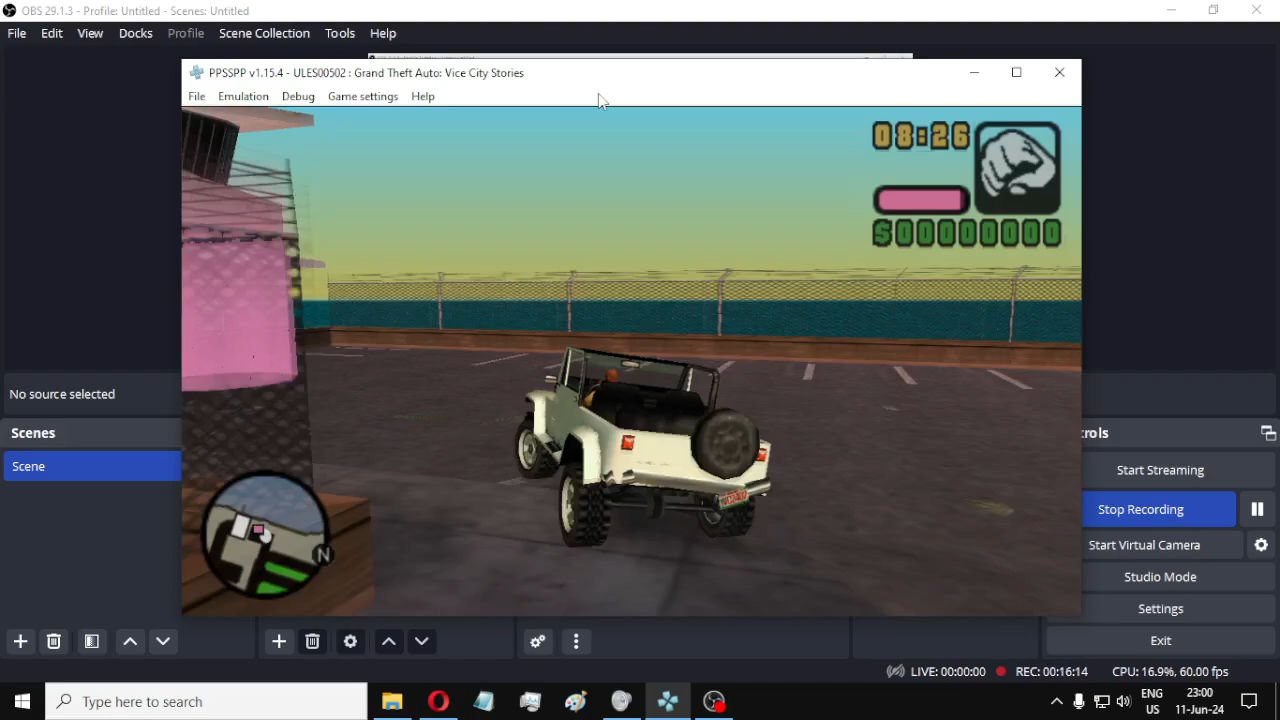 OBS 29.1.3 - Profile: Untitled - Scenes: Untitled
File Edit View Docks Profile Scene Collection Tools Help
PPSSPP v1.15.4 - ULES00502 : Grand Theft Auto: Vice City Stories
File Emulation Debug Game settings Help
08:26
$00000000
N
No source selected
Scenes
Scene
rols
Start Streaming
Stop Recording
Start Virtual Camera
Studio Mode
Settings
Exit
LIVE: 00:00:00 REC: 00:16:14 CPU: 16.9%, 60.00 fps
Type here to search
ENG
US
23:00
11-Jun-24